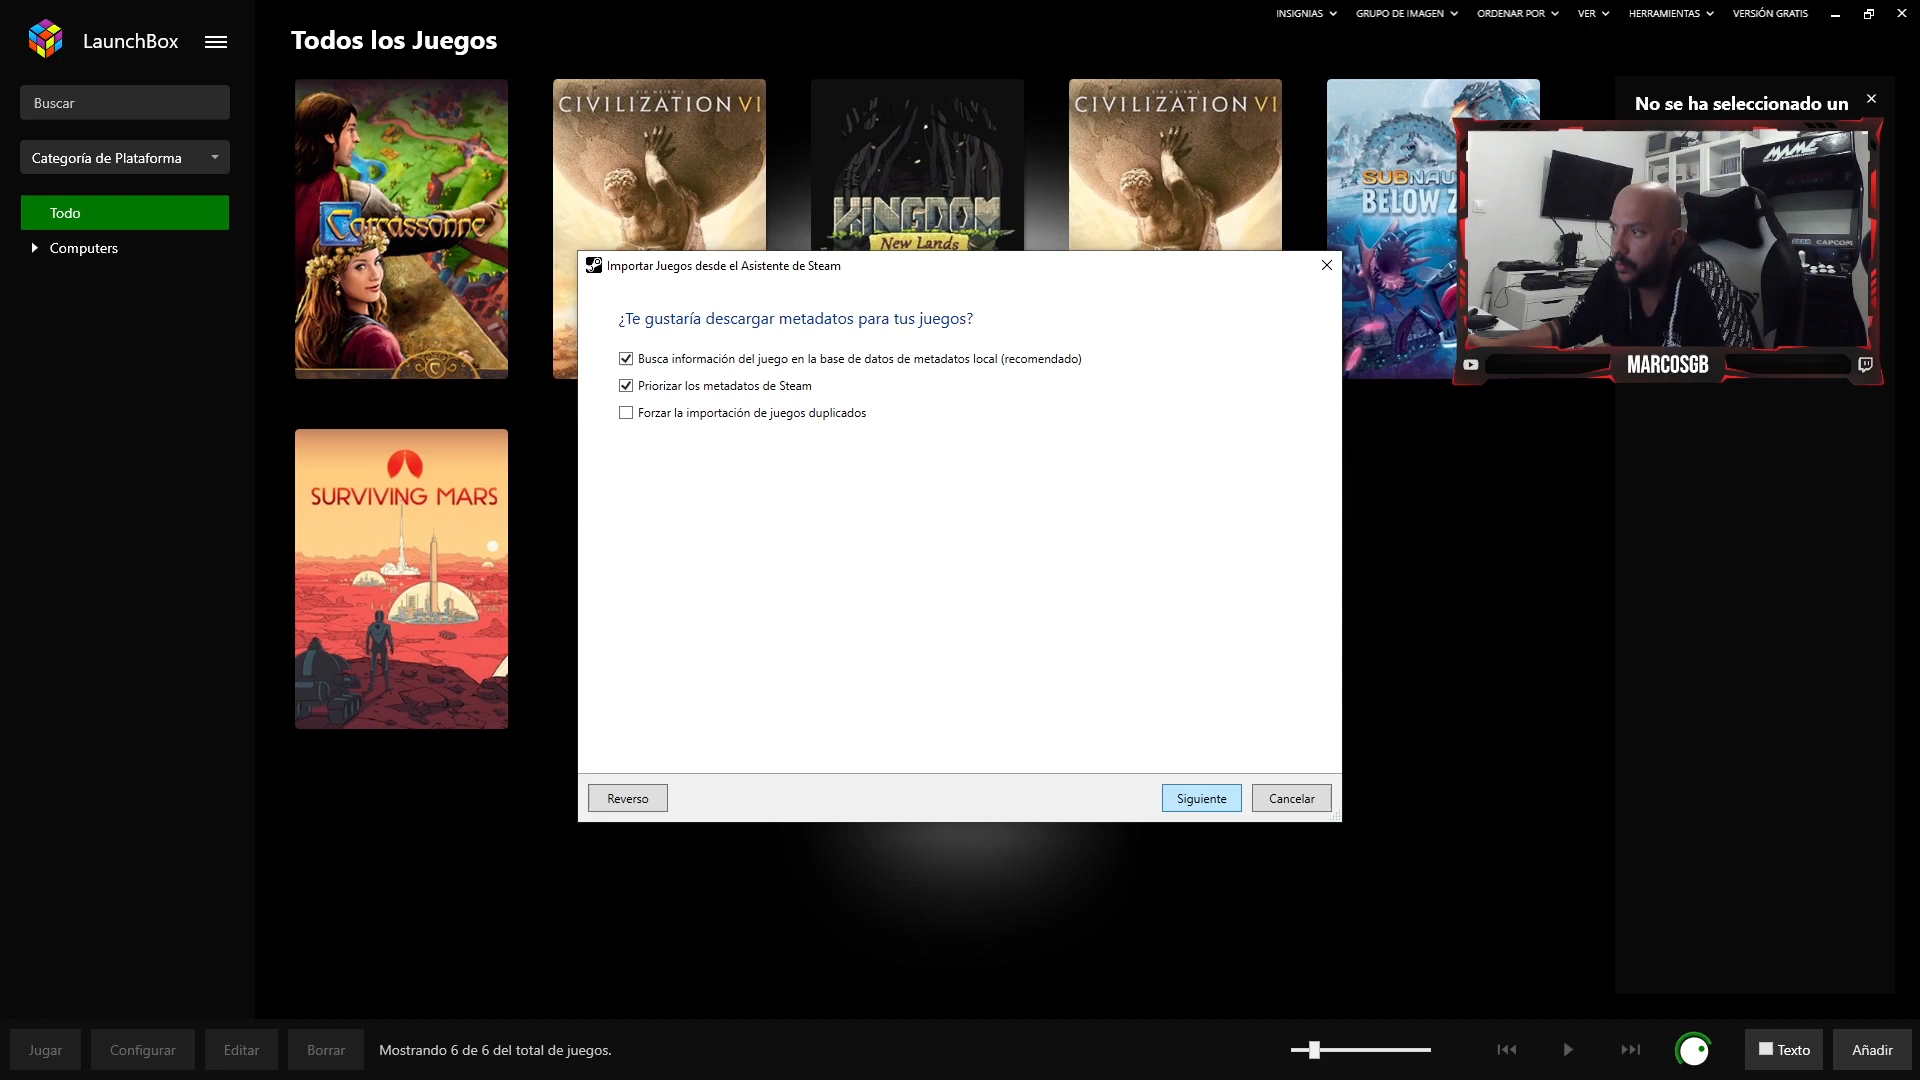 LaunchBox
Buscar
Categoría de Plataforma
Todo
Computers
Todos los Juegos
INSIGNIAS
GRUPO DE IMAGEN
ORDENAR POR
VER
HERRAMIENTAS
VERSIÓN GRATIS
No se ha seleccionado un
Carcassonne
SID MEIER'S
CIVILIZATION VI
KINGDOM
New Lands
SID MEIER'S
CIVILIZATION VI
SUBNAU
BELOW Z
MAME
SEGA CAPCOM
MARCOSGB
SURVIVING MARS
Importar Juegos desde el Asistente de Steam
¿Te gustaría descargar metadatos para tus juegos?
Busca información del juego en la base de datos de metadatos local (recomendado)
Priorizar los metadatos de Steam
Forzar la importación de juegos duplicados
Reverso
Siguiente
Cancelar
Jugar
Configurar
Editar
Borrar
Mostrando 6 de 6 del total de juegos.
Texto
Añadir